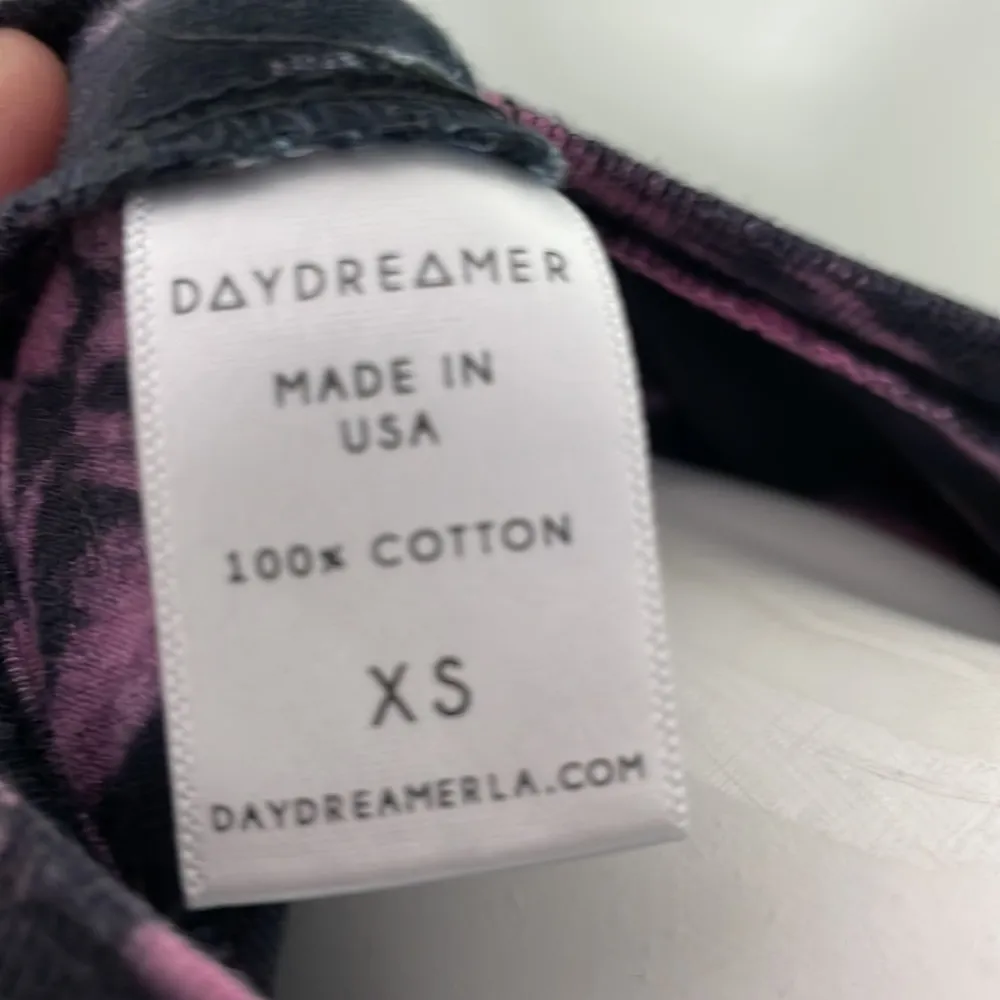 DAYDREAMER
MADE IN
USA
100% COTTON
XS
DAYDREAMERLA.COM